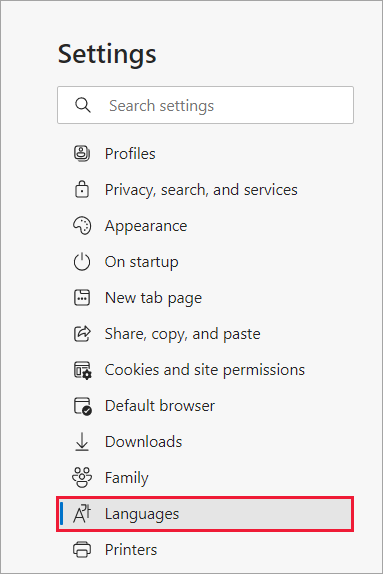 Settings
Search settings
Profiles
Privacy, search, and services
Appearance
On startup
New tab page
Share, copy, and paste
Cookies and site permissions
Default browser
Downloads
Family
Languages
Printers